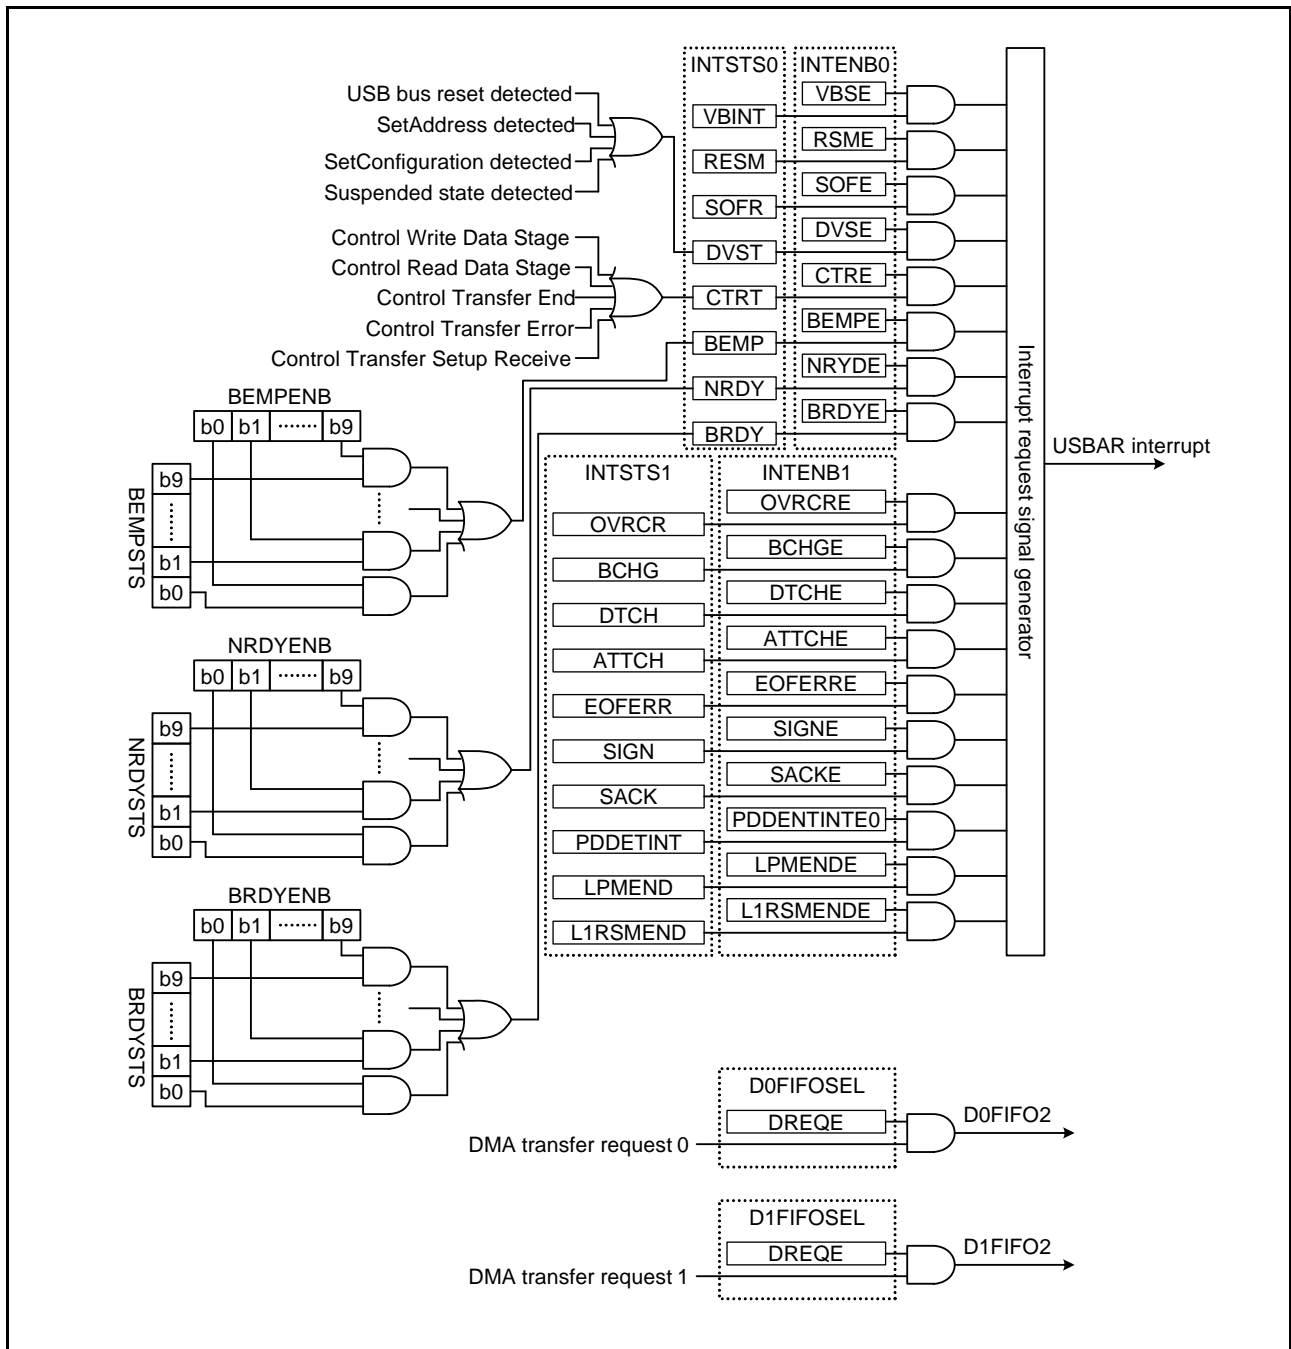 INTSTS0
INTENB0
USB bus reset detected
SetAddress detected
SetConfiguration detected
Suspended state detected
Control Write Data Stage
Control Read Data Stage
Control Transfer End
Control Transfer Error
Control Transfer Setup Receive
VBINT
RESM
SOFR
DVST
CTRT
BEMP
NRDY
BRDY
VBSE
RSME
SOFE
DVSE
CTRE
BEMPE
NRYDE
BRDYE
Interrupt request signal generator
USBAR interrupt
BEMPENB
b0 b1 b9
BEMPSTS
b9
b1
b0
NRDYENB
b0 b1 b9
NRDYSTS
b9
b1
b0
BRDYENB
b0 b1 b9
BRDYSTS
b9
b1
b0
INTSTS1
INTENB1
OVRCR
BCHG
DTCH
ATTCH
EOFERR
SIGN
SACK
PDDETINT
LPMEND
L1RSMEND
OVRCRE
BCHGE
DTCHE
ATTCHE
EOFERRE
SIGNE
SACKE
PDDENTINTE0
LPMENDE
L1RSMENDE
D0FIFOSEL
DREQE
DMA transfer request 0
D0FIFO2
D1FIFOSEL
DREQE
DMA transfer request 1
D1FIFO2